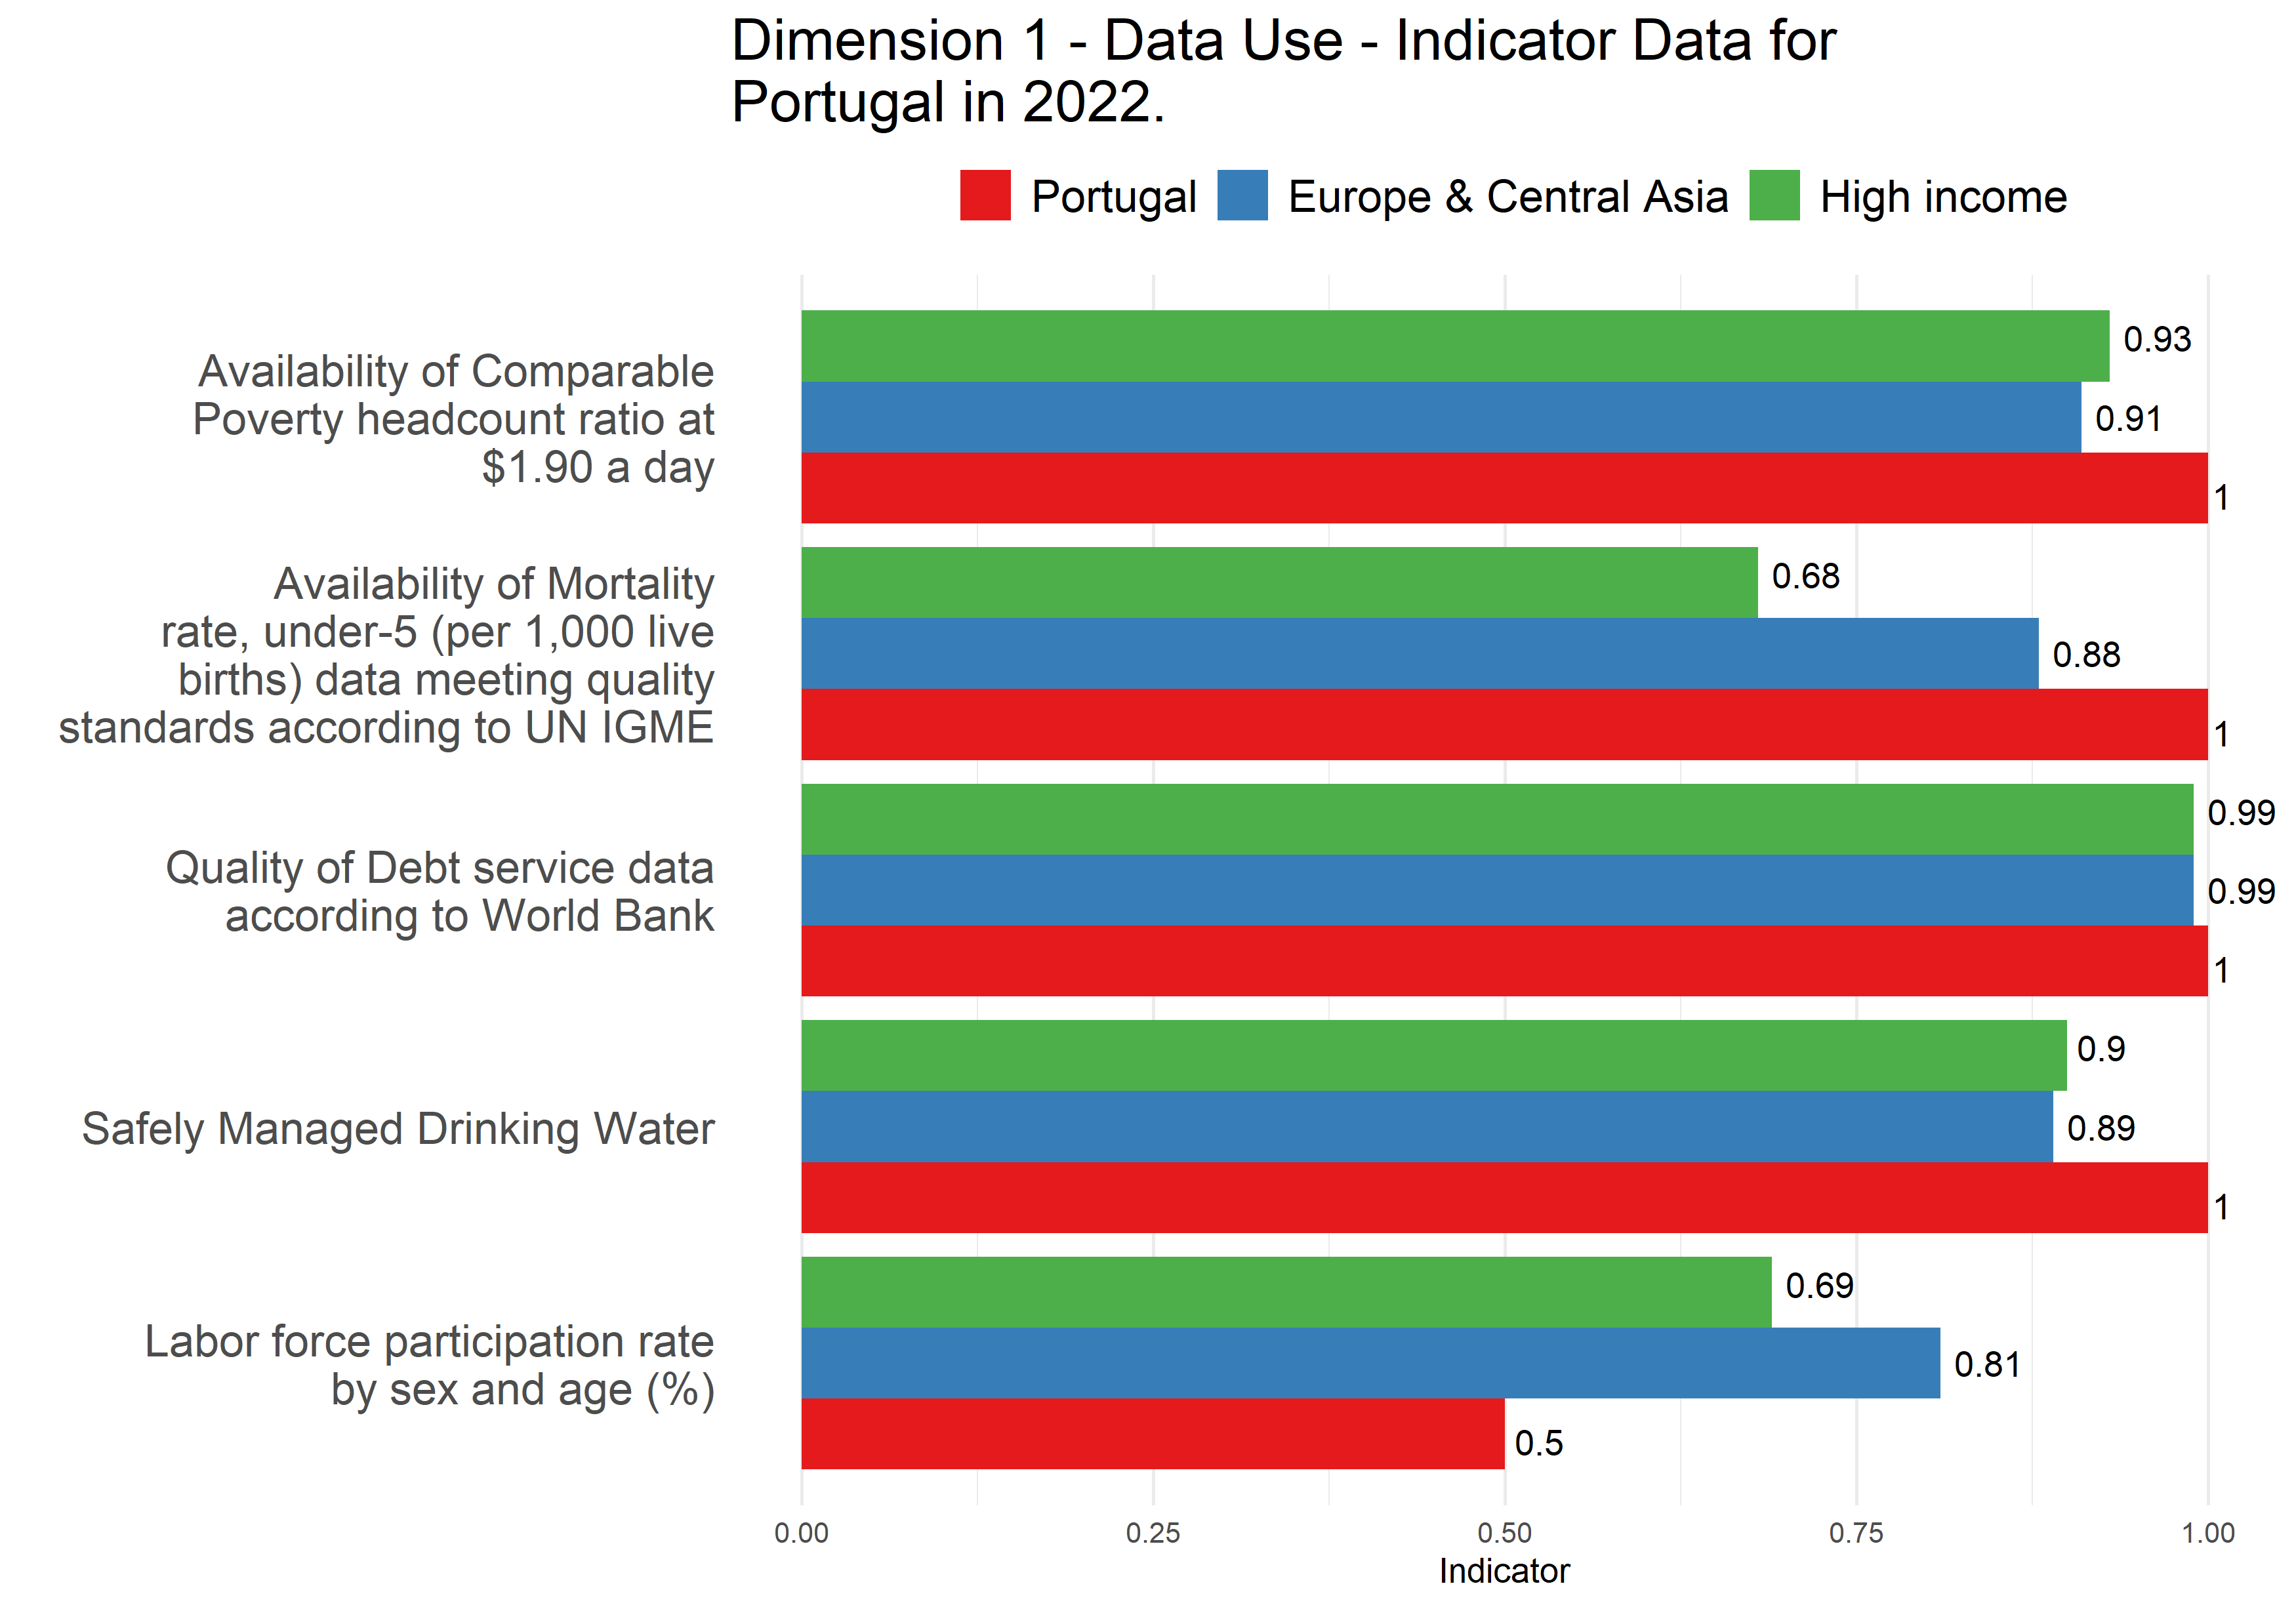 Dimension 1 - Data Use - Indicator Data for
Portugal in 2022.
Portugal
Europe & Central Asia
High income
Availability of Comparable
Poverty headcount ratio at
$1.90 a day
0.93
0.91
1
Availability of Mortality
rate, under-5 (per 1,000 live
births) data meeting quality
standards according to UN IGME
0.68
0.88
1
Quality of Debt service data
according to World Bank
0.99
0.99
1
Safely Managed Drinking Water
0.9
0.89
1
Labor force participation rate
by sex and age (%)
0.69
0.81
0.5
0.00
0.25
0.50
0.75
1.00
Indicator